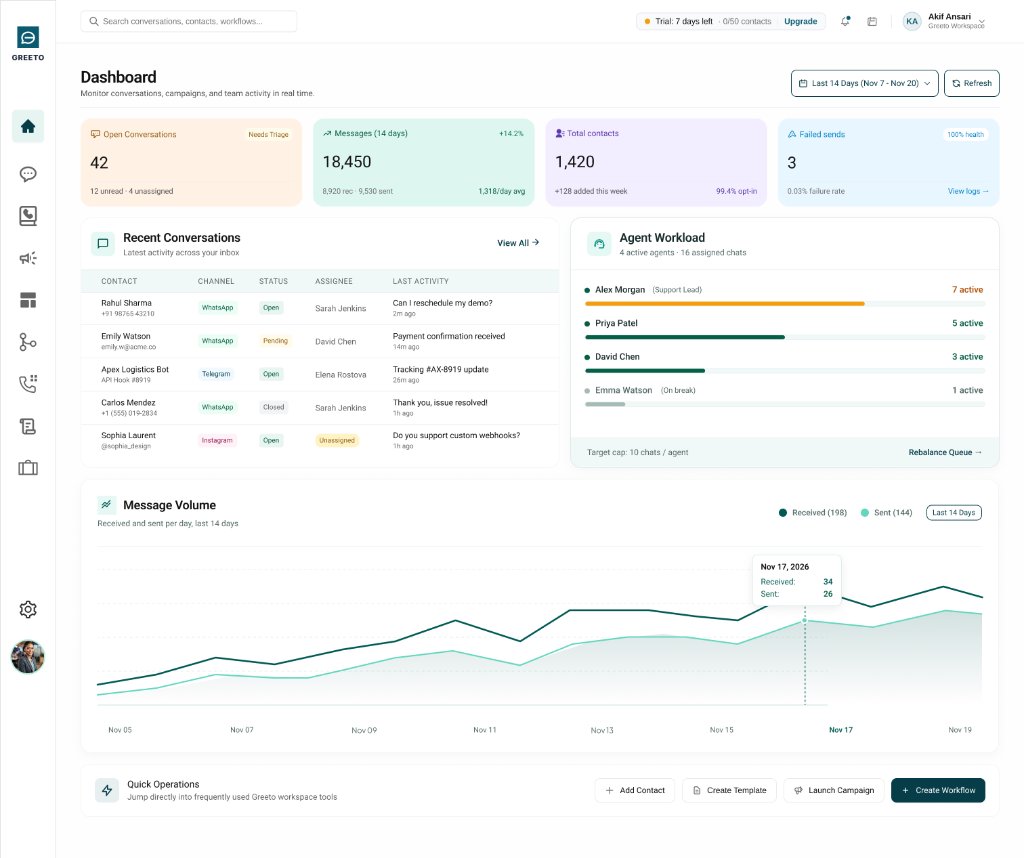 GREETO
Search conversations, contacts, workflows...
Trial: 7 days left · 0/50 contacts Upgrade
KA
Akif Ansari
Greeto Workspace
Dashboard
Monitor conversations, campaigns, and team activity in real time.
Last 14 Days (Nov 7 - Nov 20)
Refresh
Open Conversations Needs Triage
42
12 unread · 4 unassigned
Messages (14 days) +14.2%
18,450
8,920 rec · 9,530 sent 1,318/day avg
Total contacts
1,420
+128 added this week 99.4% opt-in
Failed sends 100% health
3
0.03% failure rate View logs →
Recent Conversations
Latest activity across your inbox
View All →
CONTACT CHANNEL STATUS ASSIGNEE LAST ACTIVITY
Rahul Sharma
+91 98765 43210
WhatsApp Open Sarah Jenkins
Can I reschedule my demo?
2m ago
Emily Watson
emily.w@acme.co
WhatsApp Pending David Chen
Payment confirmation received
14m ago
Apex Logistics Bot
API Hook #8919
Telegram Open Elena Rostova
Tracking #AX-8919 update
26m ago
Carlos Mendez
+1 (555) 019-2834
WhatsApp Closed Sarah Jenkins
Thank you, issue resolved!
1h ago
Sophia Laurent
@sophia_design
Instagram Open Unassigned
Do you support custom webhooks?
1h ago
Agent Workload
4 active agents · 16 assigned chats
Alex Morgan (Support Lead) 7 active
Priya Patel 5 active
David Chen 3 active
Emma Watson (On break) 1 active
Target cap: 10 chats / agent Rebalance Queue →
Message Volume
Received and sent per day, last 14 days
Received (198) Sent (144) Last 14 Days
Nov 17, 2026
Received: 34
Sent: 26
Nov 05 Nov 07 Nov 09 Nov 11 Nov13 Nov 15 Nov 17 Nov 19
Quick Operations
Jump directly into frequently used Greeto workspace tools
+ Add Contact
Create Template
Launch Campaign
+ Create Workflow